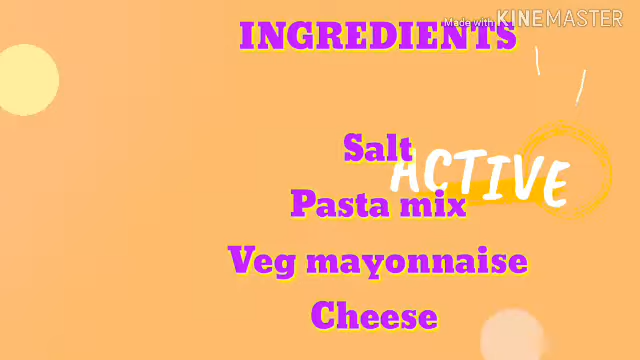 Made with KINEMASTER
INGREDIENTS
Salt
ACTIVE
Pasta mix
Veg mayonnaise
Cheese